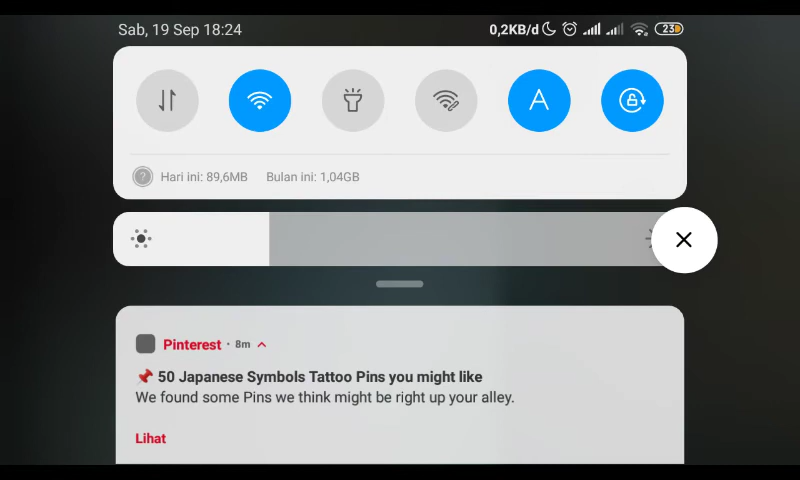 Sab, 19 Sep 18:24
0,2KB/d
23
A
Hari ini: 89,6MB Bulan ini: 1,04GB
Pinterest · 8m
📌 50 Japanese Symbols Tattoo Pins you might like
We found some Pins we think might be right up your alley.
Lihat